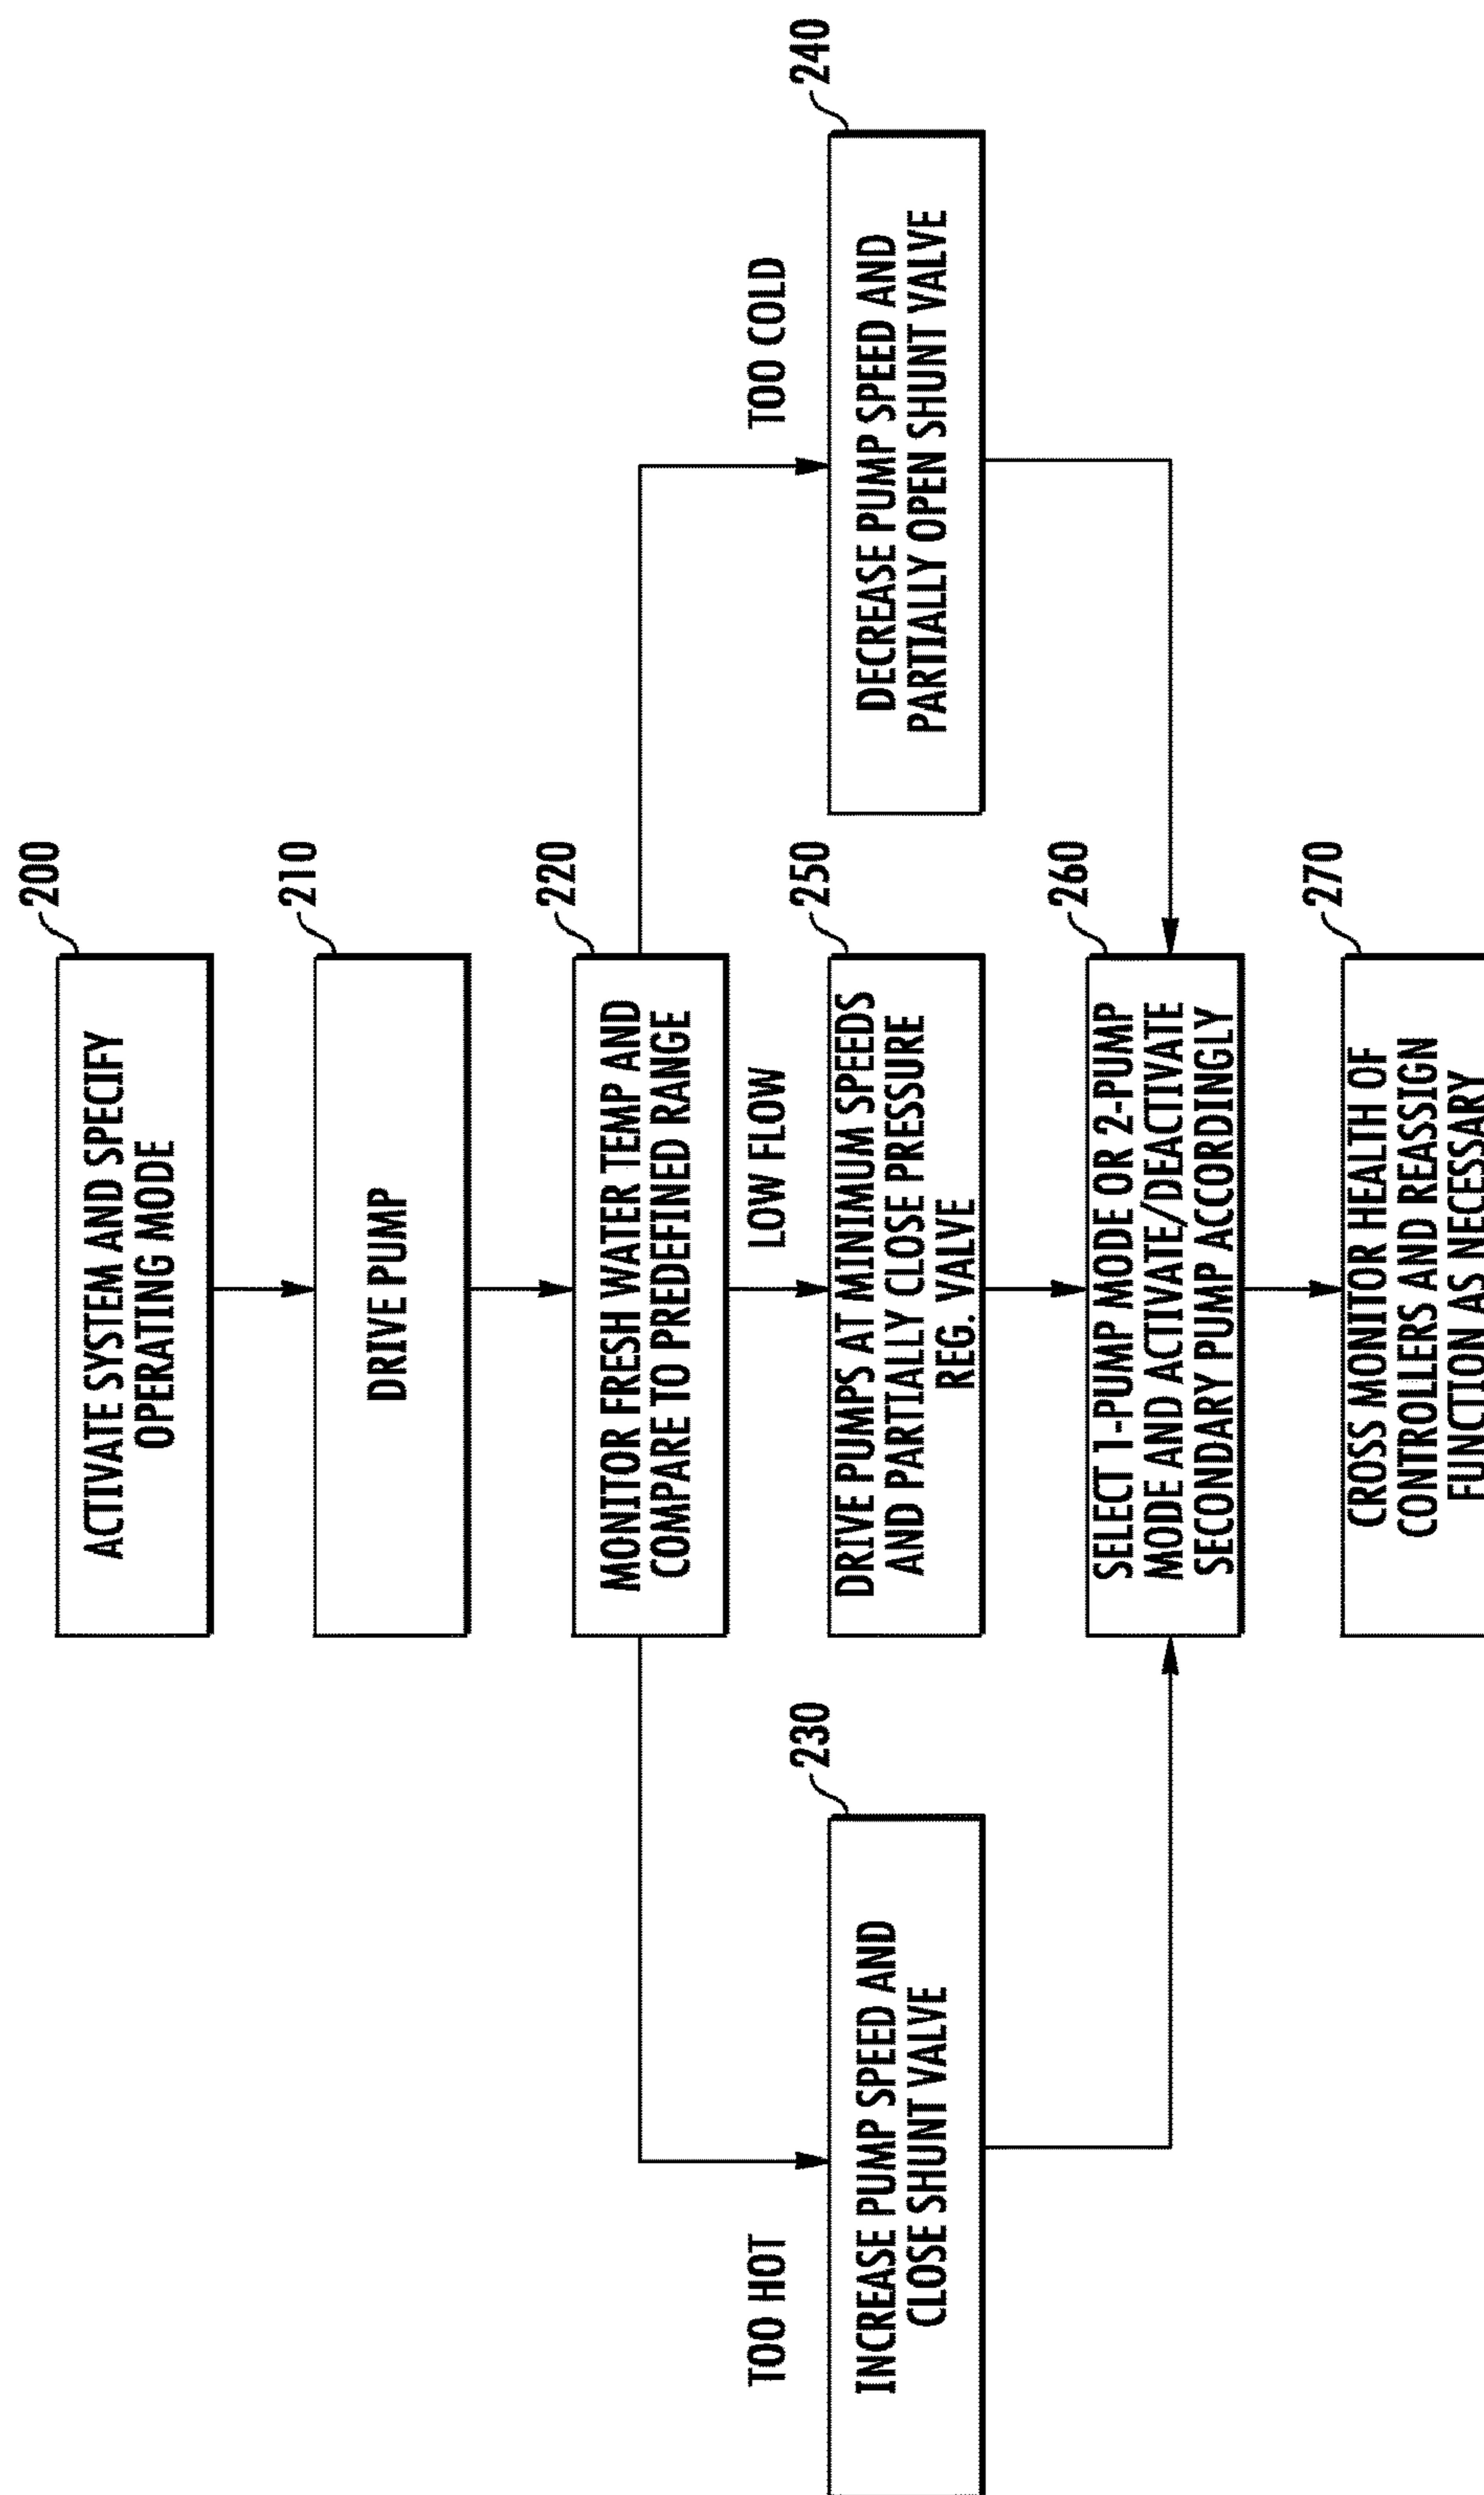 200
ACTIVATE SYSTEM AND SPECIFY
OPERATING MODE
210
DRIVE PUMP
220
MONITOR FRESH WATER TEMP AND
COMPARE TO PREDEFINED RANGE
TOO HOT
LOW FLOW
TOO COLD
230
INCREASE PUMP SPEED AND
CLOSE SHUNT VALVE
250
DRIVE PUMPS AT MINIMUM SPEEDS
AND PARTIALLY CLOSE PRESSURE
REG. VALVE
240
DECREASE PUMP SPEED AND
PARTIALLY OPEN SHUNT VALVE
260
SELECT 1-PUMP MODE OR 2-PUMP
MODE AND ACTIVATE/DEACTIVATE
SECONDARY PUMP ACCORDINGLY
270
CROSS MONITOR HEALTH OF
CONTROLLERS AND REASSIGN
FUNCTION AS NECESSARY